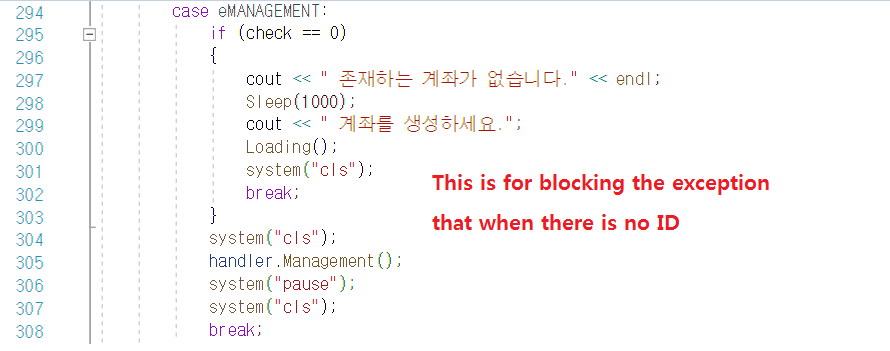 294 case eMANAGEMENT:
295 if (check == 0)
296 {
297 cout << " 존재하는 계좌가 없습니다." << endl;
298 Sleep(1000);
299 cout << " 계좌를 생성하세요.";
300 Loading();
301 system("cls");
302 break;
303 }
304 system("cls");
305 handler.Management();
306 system("pause");
307 system("cls");
308 break;
This is for blocking the exception
that when there is no ID